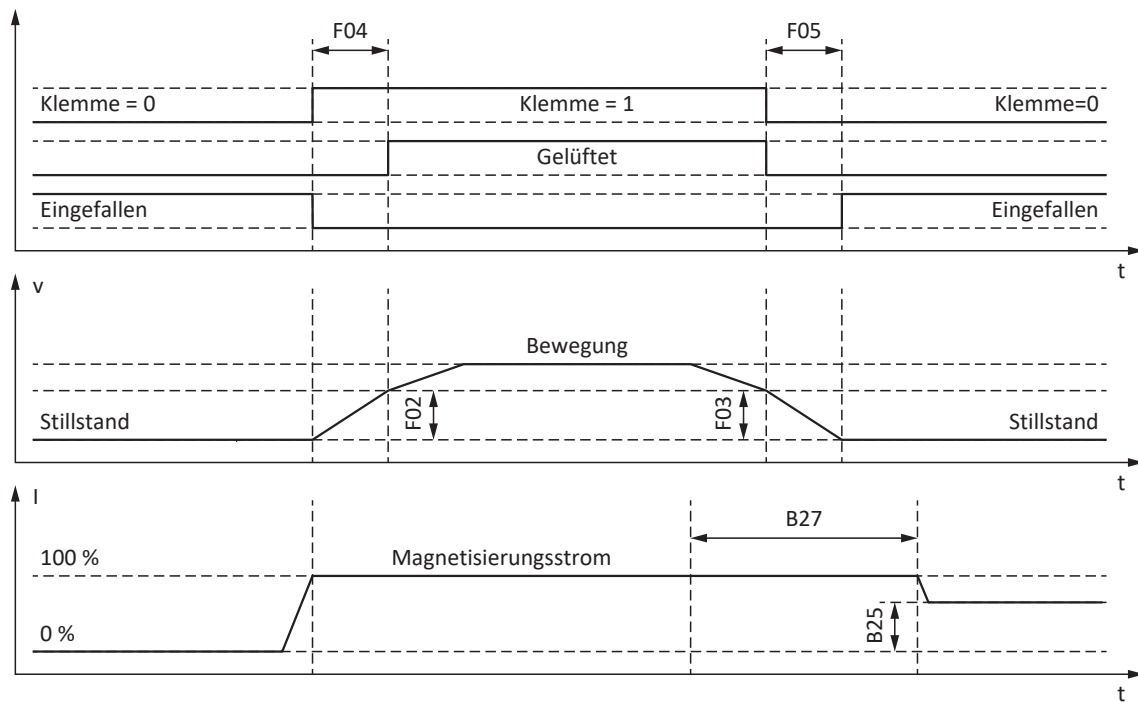 F04
F05
Klemme = 0
Klemme = 1
Klemme=0
Gelüftet
Eingefallen
Eingefallen
t
v
Bewegung
F02
F03
Stillstand
Stillstand
t
I
B27
100 %
Magnetisierungsstrom
B25
0 %
t